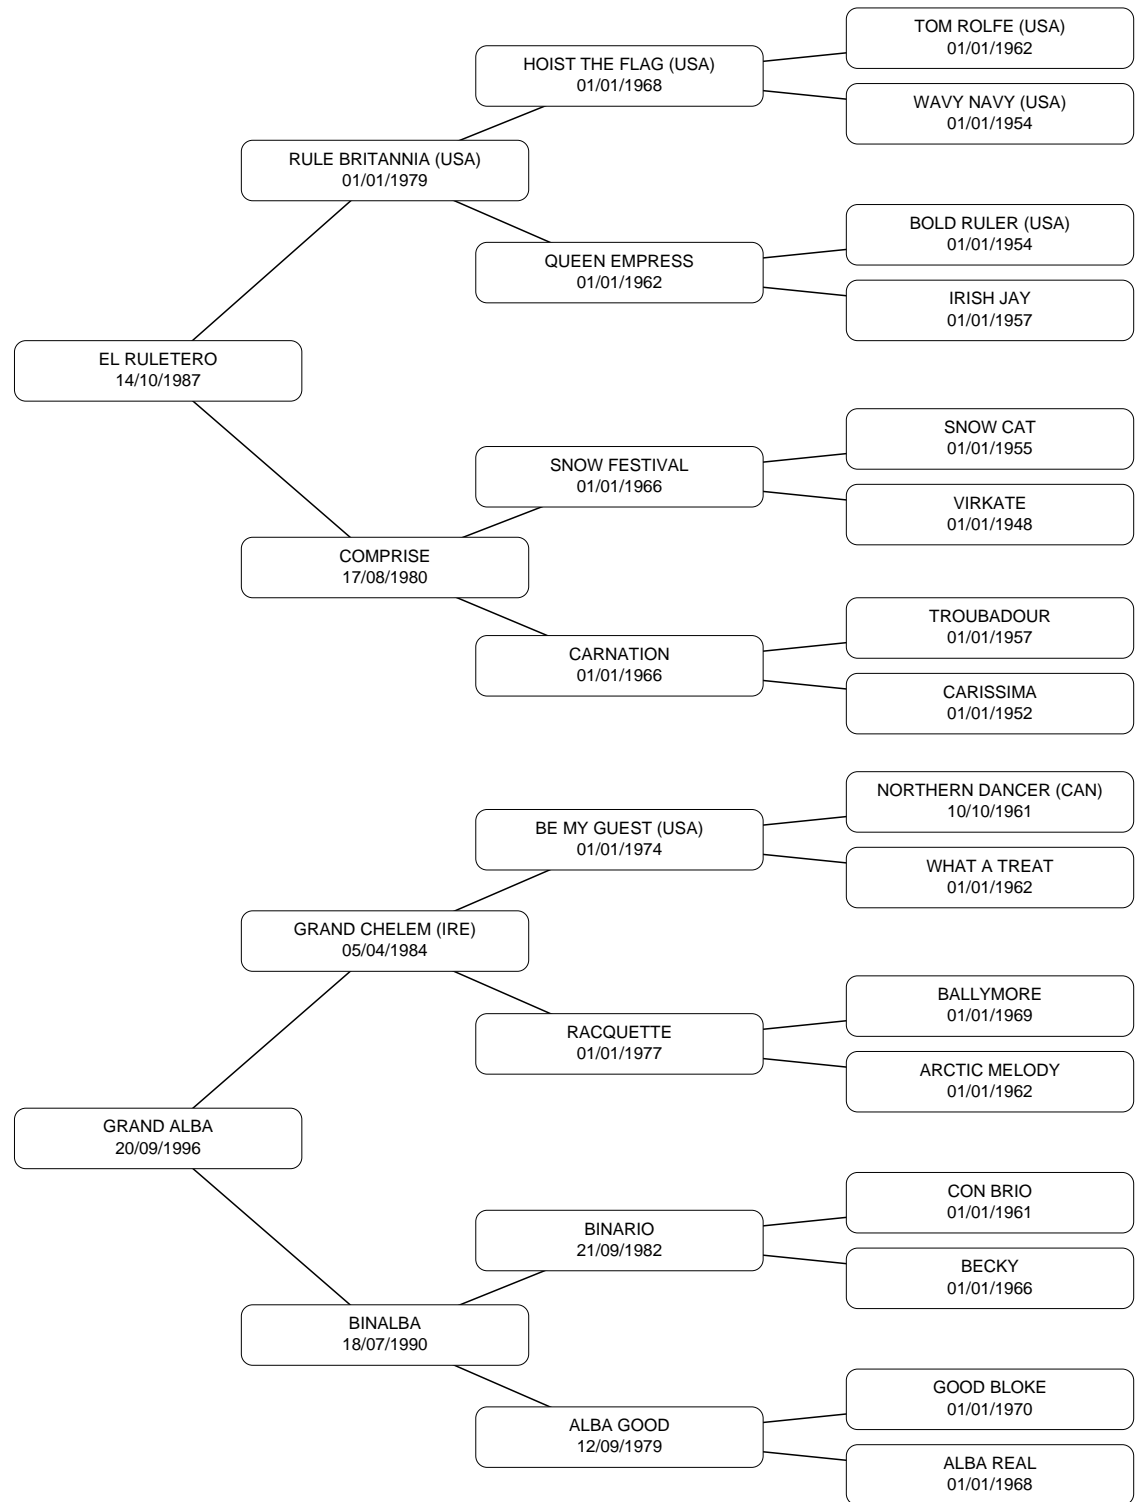 TOM ROLFE (USA)
01/01/1962
HOIST THE FLAG (USA)
01/01/1968
WAVY NAVY (USA)
01/01/1954
RULE BRITANNIA (USA)
01/01/1979
BOLD RULER (USA)
01/01/1954
QUEEN EMPRESS
01/01/1962
IRISH JAY
01/01/1957
EL RULETERO
14/10/1987
SNOW CAT
01/01/1955
SNOW FESTIVAL
01/01/1966
VIRKATE
01/01/1948
COMPRISE
17/08/1980
TROUBADOUR
01/01/1957
CARNATION
01/01/1966
CARISSIMA
01/01/1952
NORTHERN DANCER (CAN)
10/10/1961
BE MY GUEST (USA)
01/01/1974
WHAT A TREAT
01/01/1962
GRAND CHELEM (IRE)
05/04/1984
BALLYMORE
01/01/1969
RACQUETTE
01/01/1977
ARCTIC MELODY
01/01/1962
GRAND ALBA
20/09/1996
CON BRIO
01/01/1961
BINARIO
21/09/1982
BECKY
01/01/1966
BINALBA
18/07/1990
GOOD BLOKE
01/01/1970
ALBA GOOD
12/09/1979
ALBA REAL
01/01/1968